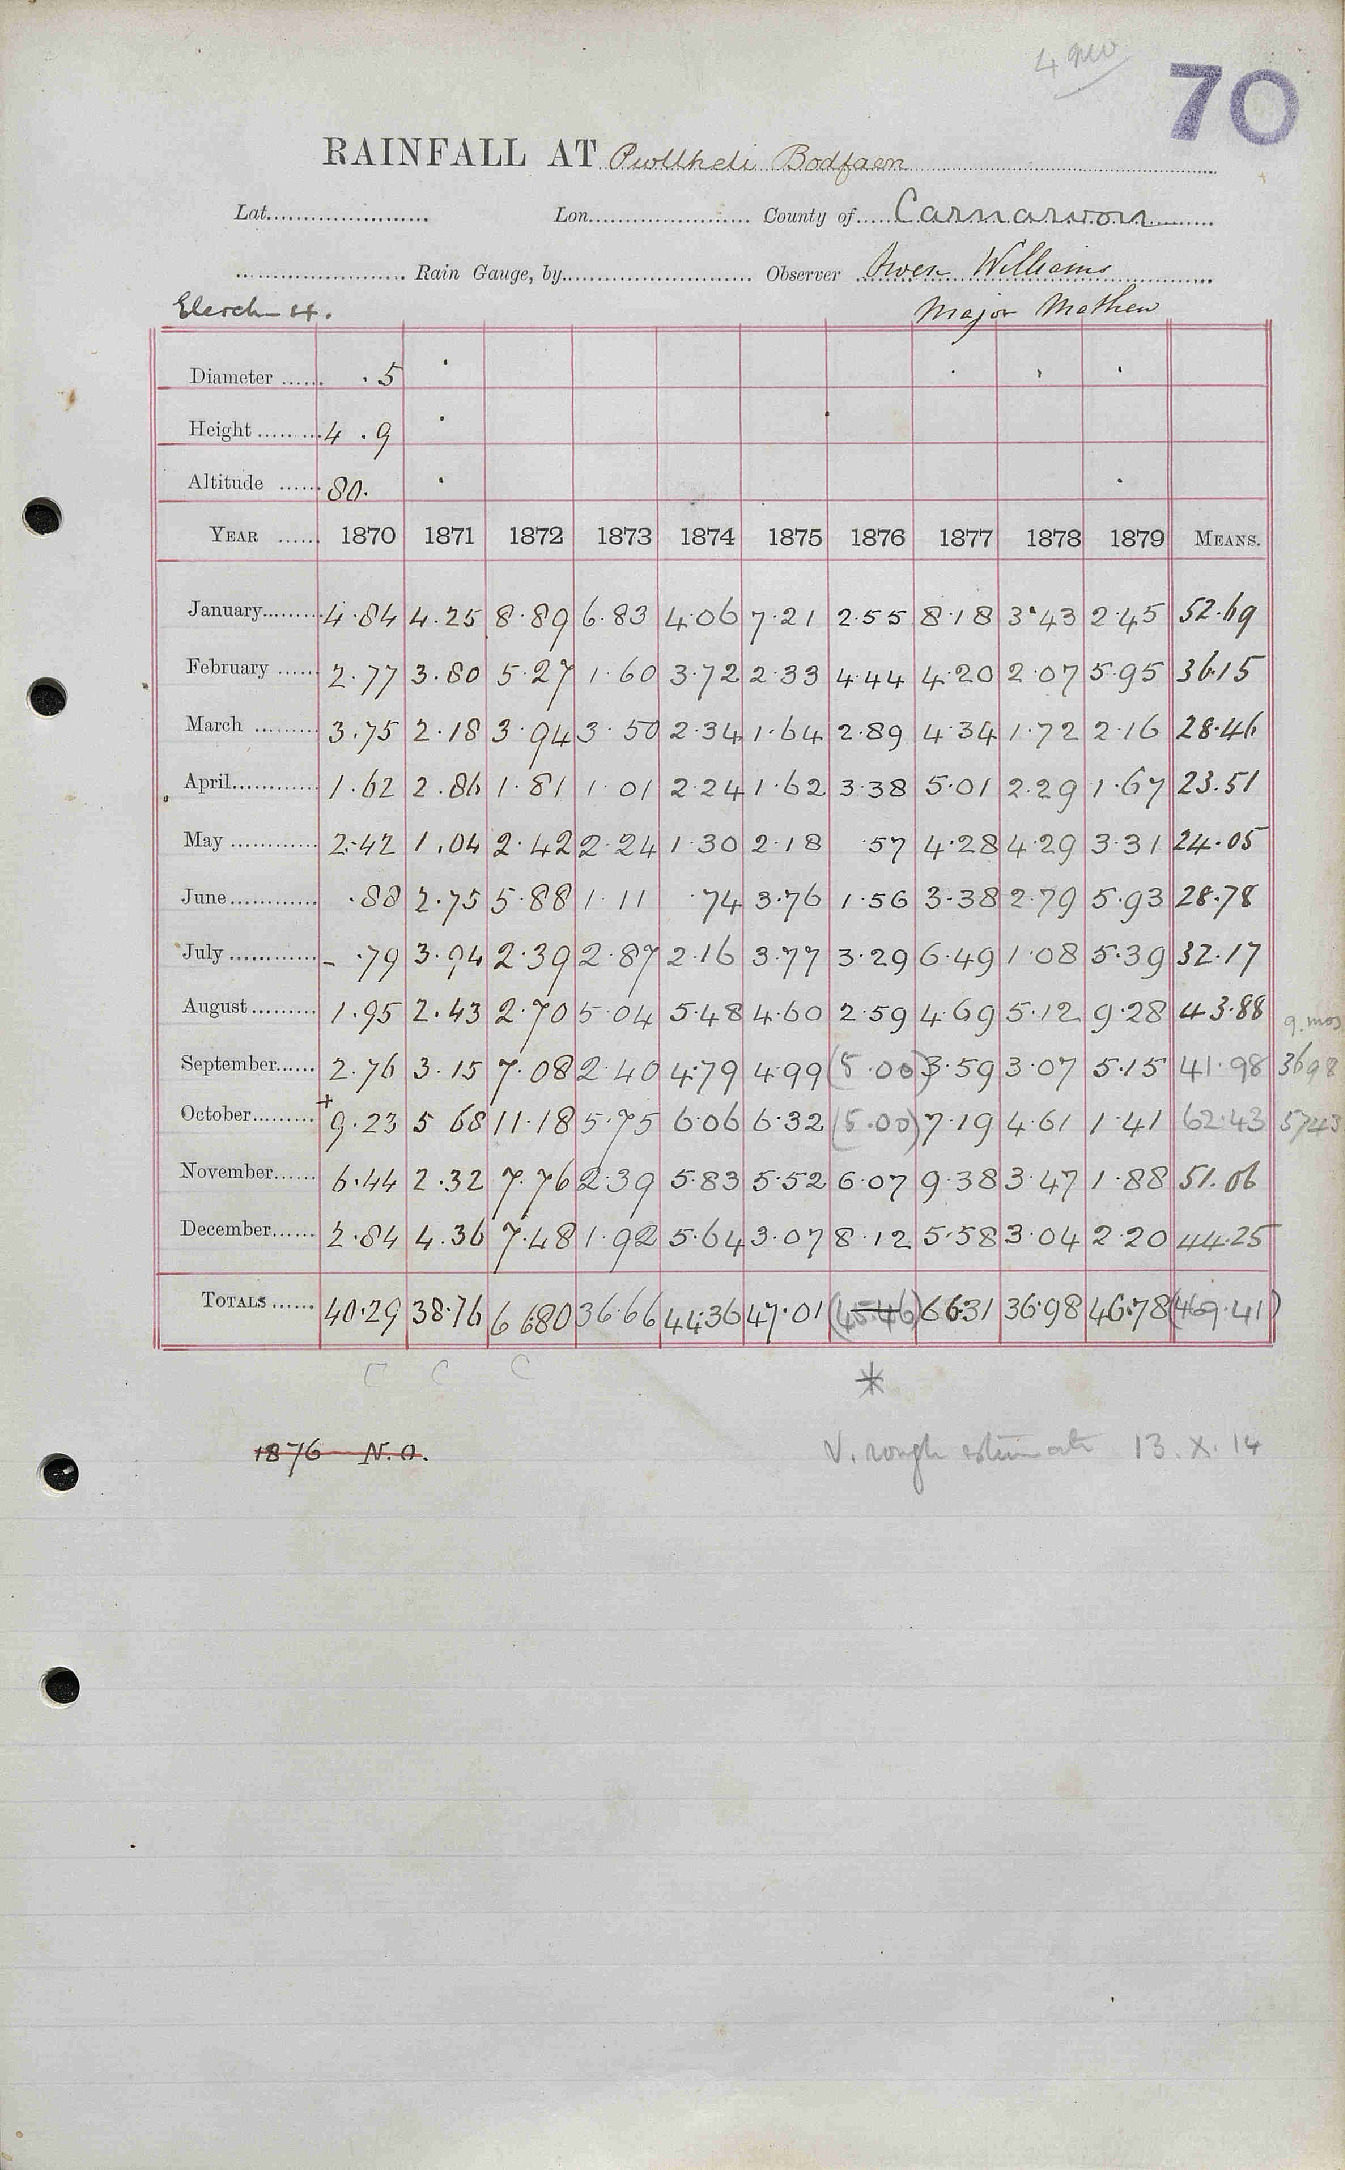 70
RAINFALL AT Pwllheli Bodfaen
Lat. Lon. County of Carnarvon
Rain Gauge, by Observer Owen Williams
Major Mathew
Diameter . 5
Height 4 . 9
Altitude 80.
YEAR 1870 1871 1872 1873 1874 1875 1876 1877 1878 1879 MEANS.
January 4.84 4.25 8.89 6.83 4.06 7.21 2.55 8.18 3.43 2.45 52.69
February 2.77 3.80 5.27 1.60 3.72 2.33 4.44 4.20 2.07 5.95 36.15
March 3.75 2.18 3.94 3.50 2.34 1.64 2.89 4.34 1.72 2.16 28.46
April 1.62 2.86 1.81 1.01 2.24 1.62 3.38 5.01 2.29 1.67 23.51
May 2.42 1.04 2.42 2.24 1.30 2.18 .57 4.28 4.29 3.31 24.05
June .88 2.75 5.88 1.11 .74 3.76 1.56 3.38 2.79 5.93 28.78
July - .79 3.94 2.39 2.87 2.16 3.77 3.29 6.49 1.08 5.39 32.17
August 1.95 2.43 2.70 5.04 5.48 4.60 2.59 4.69 5.12 9.28 43.88 9. mos
September 2.76 3.15 7.08 2.40 4.79 4.99 (5.00) 3.59 3.07 5.15 41.98 36.98
October + 9.23 5.68 11.18 5.75 6.06 6.32 (5.00) 7.19 4.61 1.41 62.43 57.43
November 6.44 2.32 7.76 2.39 5.83 5.52 6.07 9.38 3.47 1.88 51.06
December 2.84 4.36 7.48 1.92 5.64 3.07 8.12 5.58 3.04 2.20 44.25
TOTALS 40.29 38.76 66.80 36.66 44.36 47.01 (45.46) 66.31 36.98 46.78 (469.41)
C C C *
1876 N.O. V. rough estimate 13. X. 14